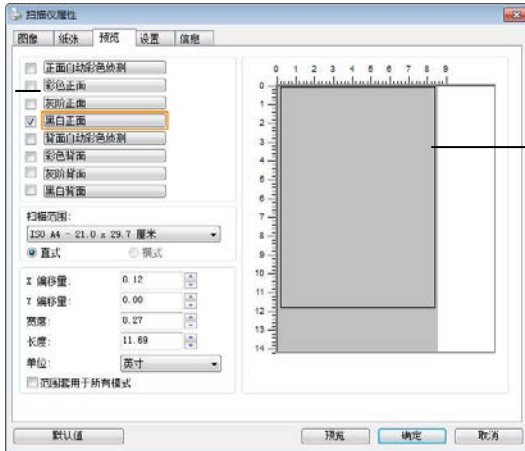 扫描仪属性
图像 纸张 预览 设置 信息
正面自动彩色侦测
彩色正面
灰阶正面
黑白正面
背面自动彩色侦测
彩色背面
灰阶背面
黑白背面
扫描范围:
ISO A4 - 21.0 x 29.7 厘米
直式 横式
X 偏移量: 0.12
Y 偏移量: 0.00
宽度: 0.27
长度: 11.69
单位: 英寸
范围套用于所有模式
0 1 2 3 4 5 6 7 8 9
0
1
2
3
4
5
6
7
8
9
10
11
12
13
14
默认值 预览 确定 取消